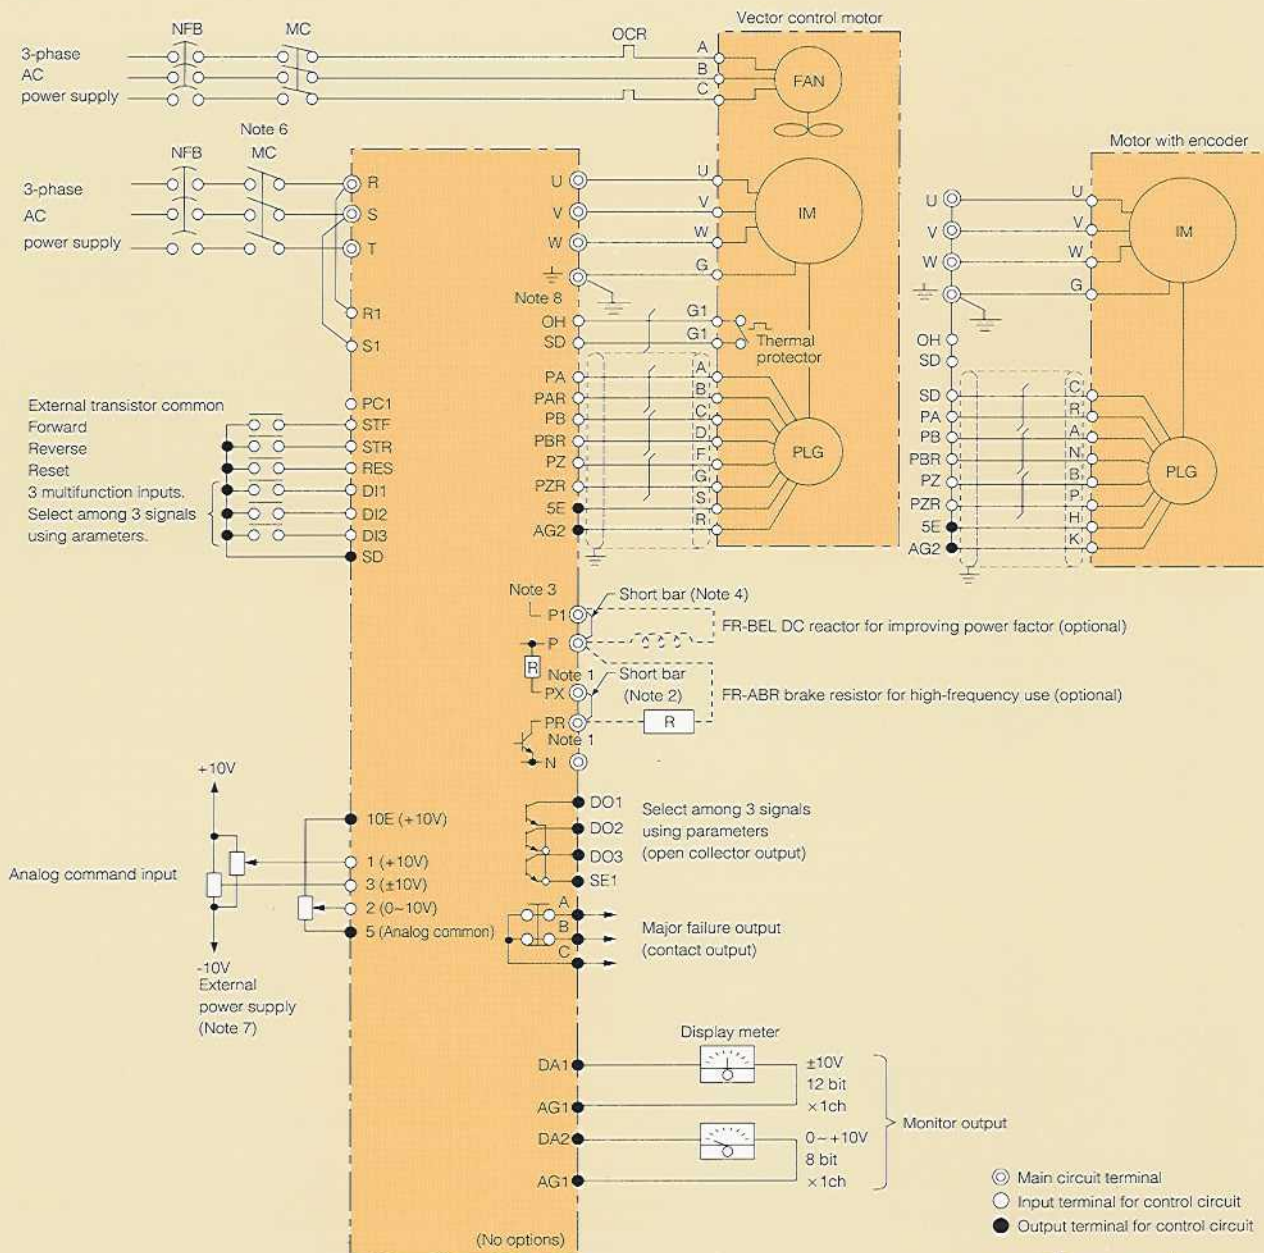 Vector control motor
NFB
MC
OCR
3-phase
AC
power supply
A
B
C
FAN
Note 6
NFB
MC
3-phase
AC
power supply
R
S
T
R1
S1
U
V
W
Note 8
OH
SD
U
V
W
G
IM
G1
G1
Thermal
protector
PA
PAR
PB
PBR
PZ
PZR
5E
AG2
A
B
C
D
F
G
S
R
PLG
Motor with encoder
U
V
W
U
V
W
G
IM
OH
SD
SD
PA
PB
PBR
PZ
PZR
5E
AG2
C
R
A
N
B
P
H
K
PLG
External transistor common
Forward
Reverse
Reset
3 multifunction inputs.
Select among 3 signals
using arameters.
PC1
STF
STR
RES
DI1
DI2
DI3
SD
Note 3
P1
Short bar (Note 4)
FR-BEL DC reactor for improving power factor (optional)
P
R
Note 1
PX
Short bar
(Note 2)
FR-ABR brake resistor for high-frequency use (optional)
PR
R
Note 1
N
+10V
10E (+10V)
1 (+10V)
3 (±10V)
2 (0~10V)
5 (Analog common)
Analog command input
-10V
External
power supply
(Note 7)
DO1
DO2
DO3
SE1
Select among 3 signals
using parameters
(open collector output)
A
B
C
Major failure output
(contact output)
Display meter
DA1
AG1
±10V
12 bit
×1ch
DA2
AG1
0~+10V
8 bit
×1ch
Monitor output
Main circuit terminal
Input terminal for control circuit
Output terminal for control circuit
(No options)